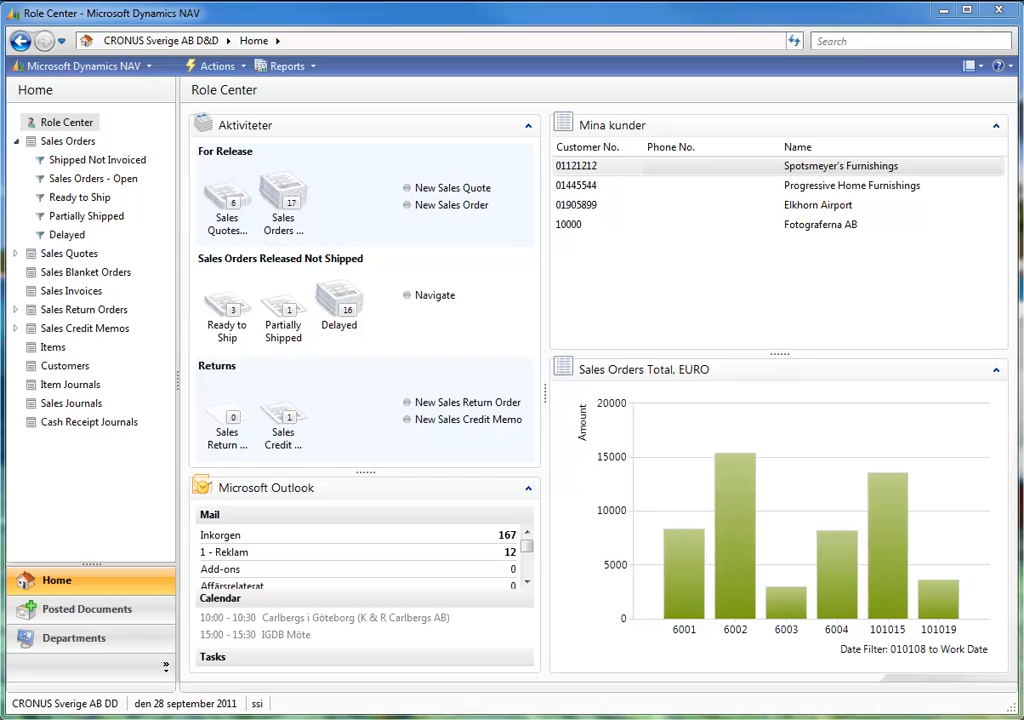 Role Center - Microsoft Dynamics NAV
CRONUS Sverige AB D&D
Home
Search
Microsoft Dynamics NAV
Actions
Reports
Home
Role Center
Role Center
Sales Orders
Shipped Not Invoiced
Sales Orders - Open
Ready to Ship
Partially Shipped
Delayed
Sales Quotes
Sales Blanket Orders
Sales Invoices
Sales Return Orders
Sales Credit Memos
Items
Customers
Item Journals
Sales Journals
Cash Receipt Journals
Home
Posted Documents
Departments
Aktiviteter
For Release
6
17
Sales Quotes...
Sales Orders ...
New Sales Quote
New Sales Order
Sales Orders Released Not Shipped
3
1
16
Ready to Ship
Partially Shipped
Delayed
Navigate
Returns
0
1
Sales Return ...
Sales Credit ...
New Sales Return Order
New Sales Credit Memo
Microsoft Outlook
Mail
Inkorgen 167
1 - Reklam 12
Add-ons 0
Affärsrelaterat 0
Calendar
10:00 - 10:30 Carlbergs i Göteborg (K & R Carlbergs AB)
15:00 - 15:30 IGDB Möte
Tasks
Mina kunder
Customer No. Phone No. Name
01121212 Spotsmeyer's Furnishings
01445544 Progressive Home Furnishings
01905899 Elkhorn Airport
10000 Fotograferna AB
Sales Orders Total, EURO
Amount
20000
15000
10000
5000
0
6001 6002 6003 6004 101015 101019
Date Filter: 010108 to Work Date
CRONUS Sverige AB DD
den 28 september 2011
ssi